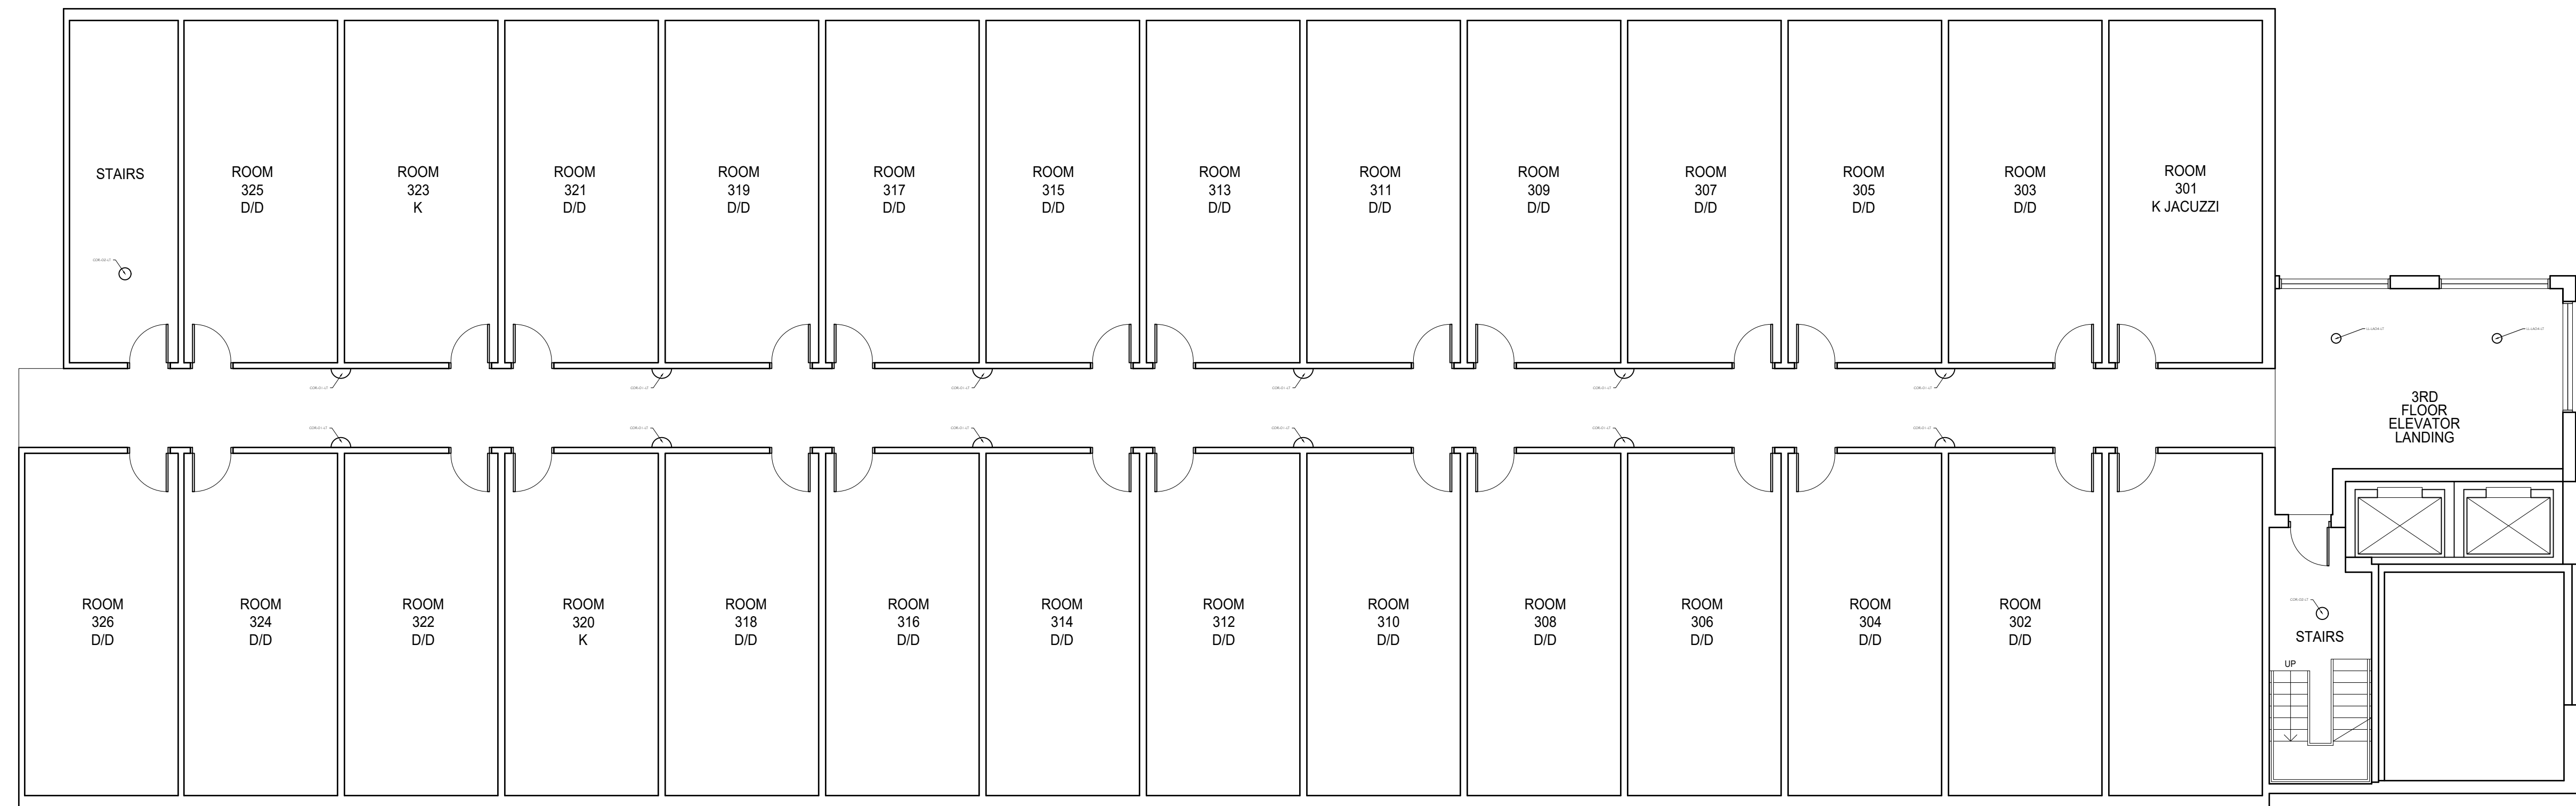 STAIRS
ROOM
325
D/D
ROOM
323
K
ROOM
321
D/D
ROOM
319
D/D
ROOM
317
D/D
ROOM
315
D/D
ROOM
313
D/D
ROOM
311
D/D
ROOM
309
D/D
ROOM
307
D/D
ROOM
305
D/D
ROOM
303
D/D
ROOM
301
K JACUZZI
3RD
FLOOR
ELEVATOR
LANDING
ROOM
326
D/D
ROOM
324
D/D
ROOM
322
D/D
ROOM
320
K
ROOM
318
D/D
ROOM
316
D/D
ROOM
314
D/D
ROOM
312
D/D
ROOM
310
D/D
ROOM
308
D/D
ROOM
306
D/D
ROOM
304
D/D
ROOM
302
D/D
STAIRS
UP